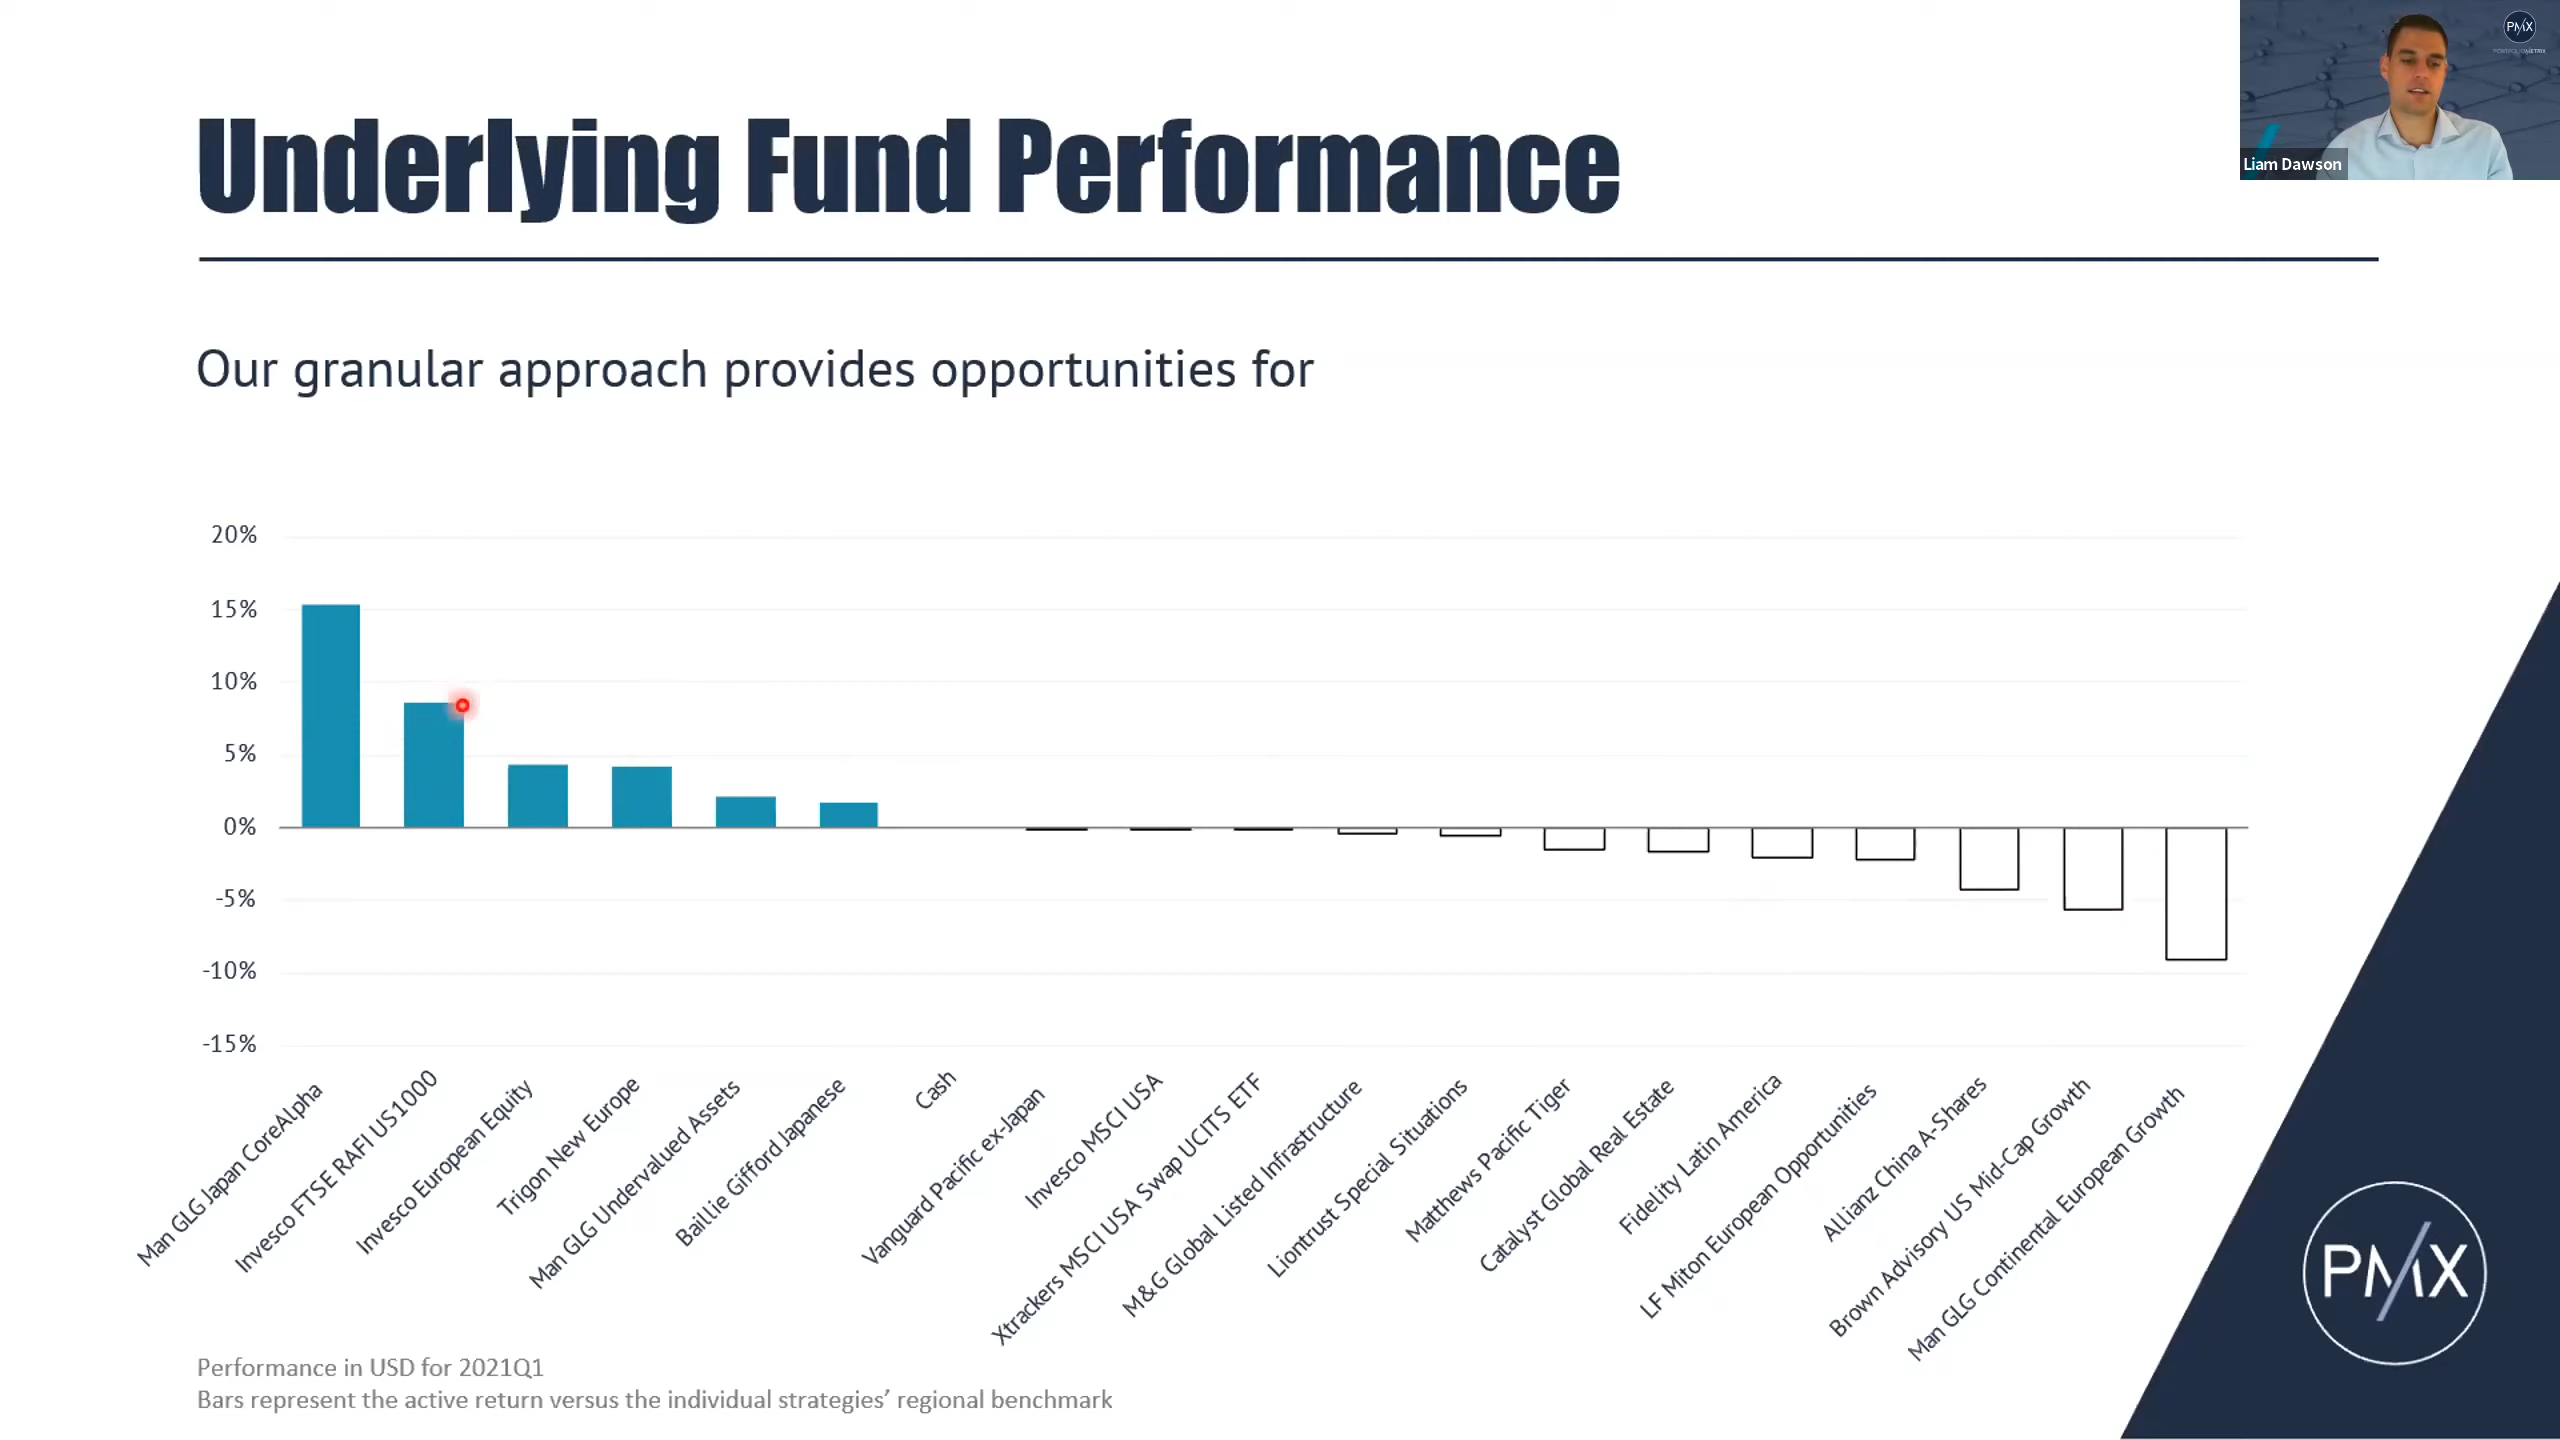 PMX
PORTFOLIOMETRIX
Liam Dawson
Underlying Fund Performance
Our granular approach provides opportunities for
20%
15%
10%
5%
0%
-5%
-10%
-15%
Man GLG Japan CoreAlpha
Invesco FTSE RAFI US1000
Invesco European Equity
Trigon New Europe
Man GLG Undervalued Assets
Baillie Gifford Japanese
Cash
Vanguard Pacific ex-Japan
Invesco MSCI USA
Xtrackers MSCI USA Swap UCITS ETF
M&G Global Listed Infrastructure
Liontrust Special Situations
Matthews Pacific Tiger
Catalyst Global Real Estate
Fidelity Latin America
LF Miton European Opportunities
Allianz China A-Shares
Brown Advisory US Mid-Cap Growth
Man GLG Continental European Growth
PMX
Performance in USD for 2021Q1
Bars represent the active return versus the individual strategies’ regional benchmark